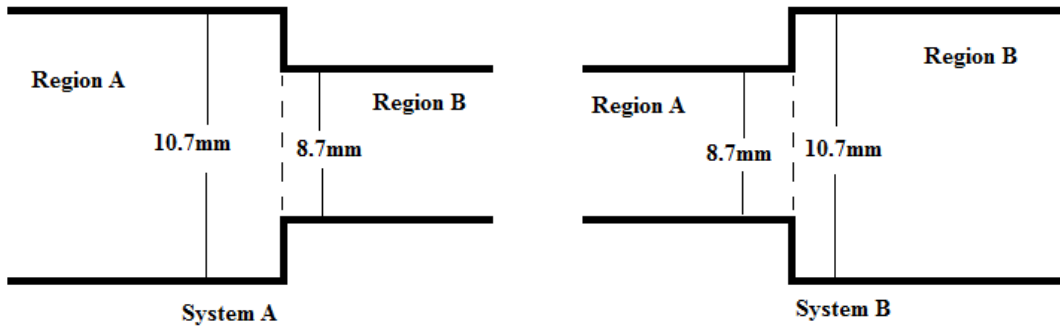 Region A
Region B
10.7mm
8.7mm
System A
Region B
Region A
8.7mm
10.7mm
System B